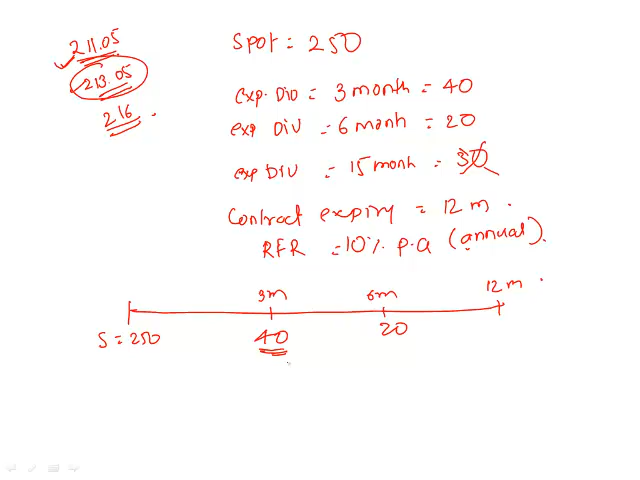 211.05
213.05
216
Spot = 250
exp. Div = 3 month = 40
exp Div = 6 month = 20
exp Div = 15 month = 30
Contract expiry = 12 m.
RFR = 10% p.a (annual).
3m 6m 12 m.
S = 250 40 20